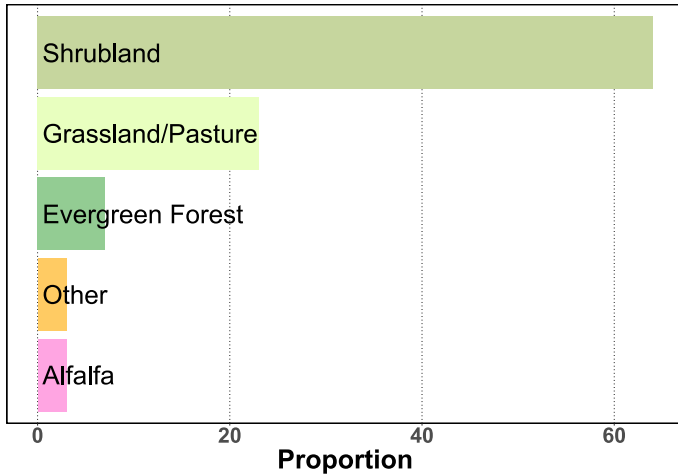 Shrubland
Grassland/Pasture
Evergreen Forest
Other
Alfalfa
0 20 40 60
Proportion